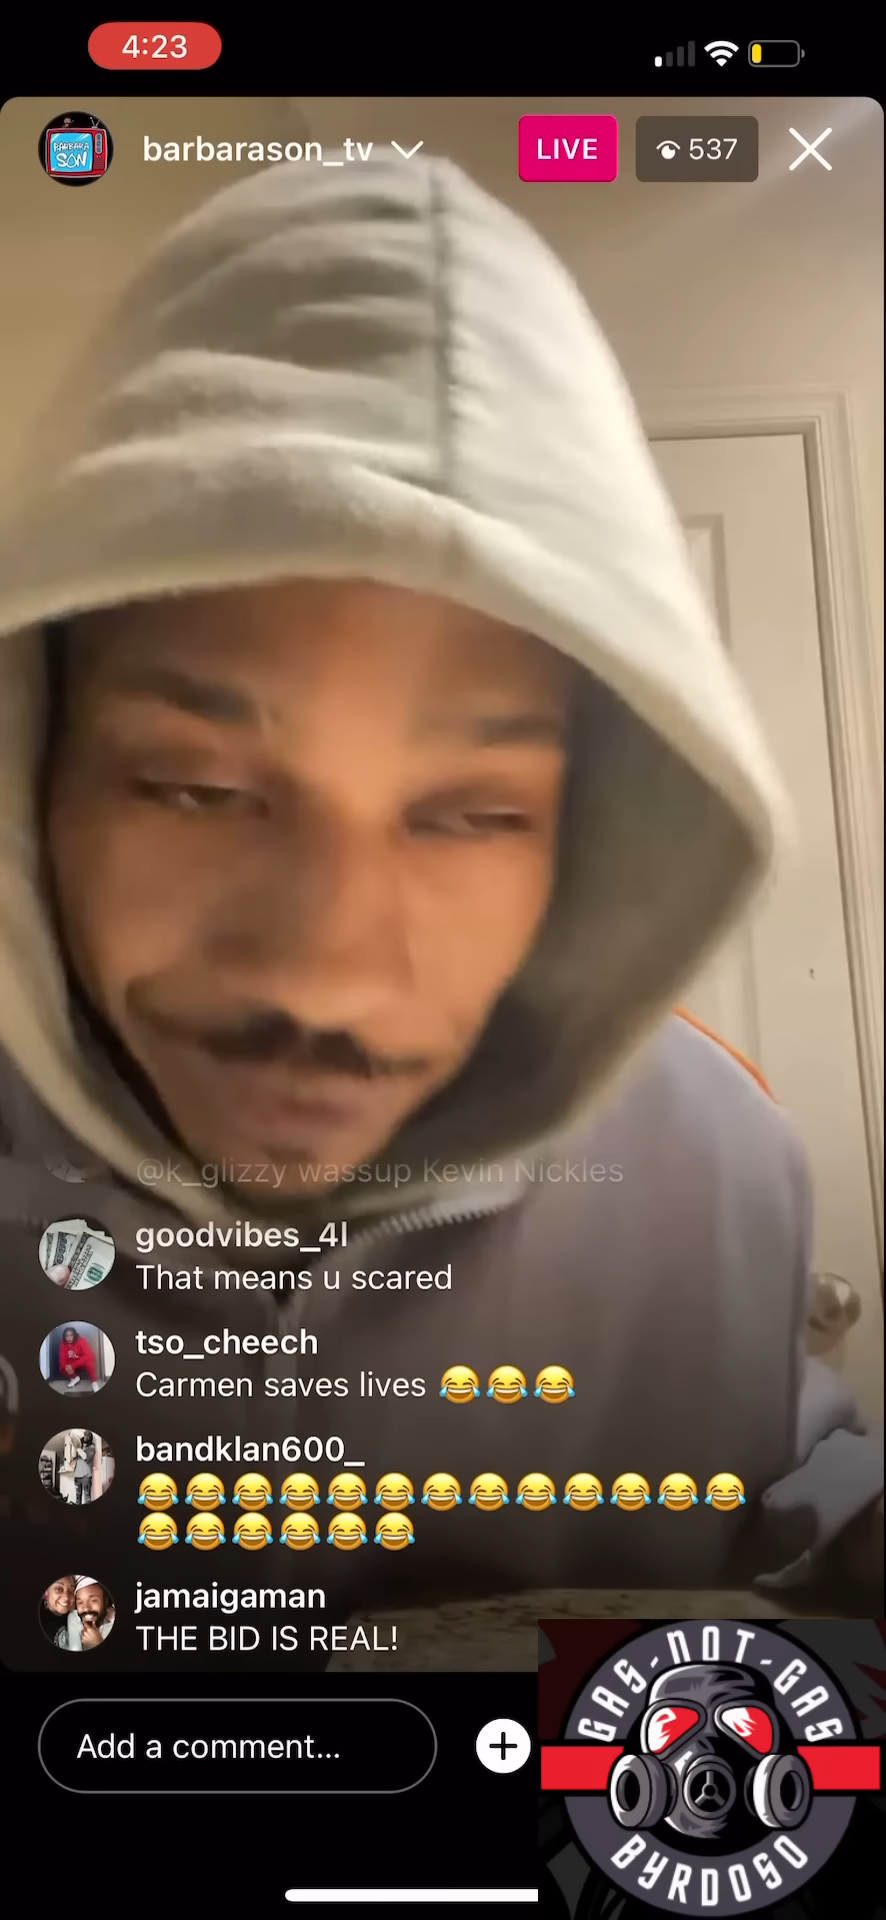 4:23
BARBARA
SON
barbarason_tv
LIVE
537
@k_glizzy wassup Kevin Nickles
goodvibes_4l
That means u scared
tso_cheech
Carmen saves lives 😂😂😂
bandklan600_
😂😂😂😂😂😂😂😂😂😂😂😂😂
😂😂😂😂😂😂
jamaigaman
THE BID IS REAL!
Add a comment...
GAS-NOT-GAS
BYRDOSO